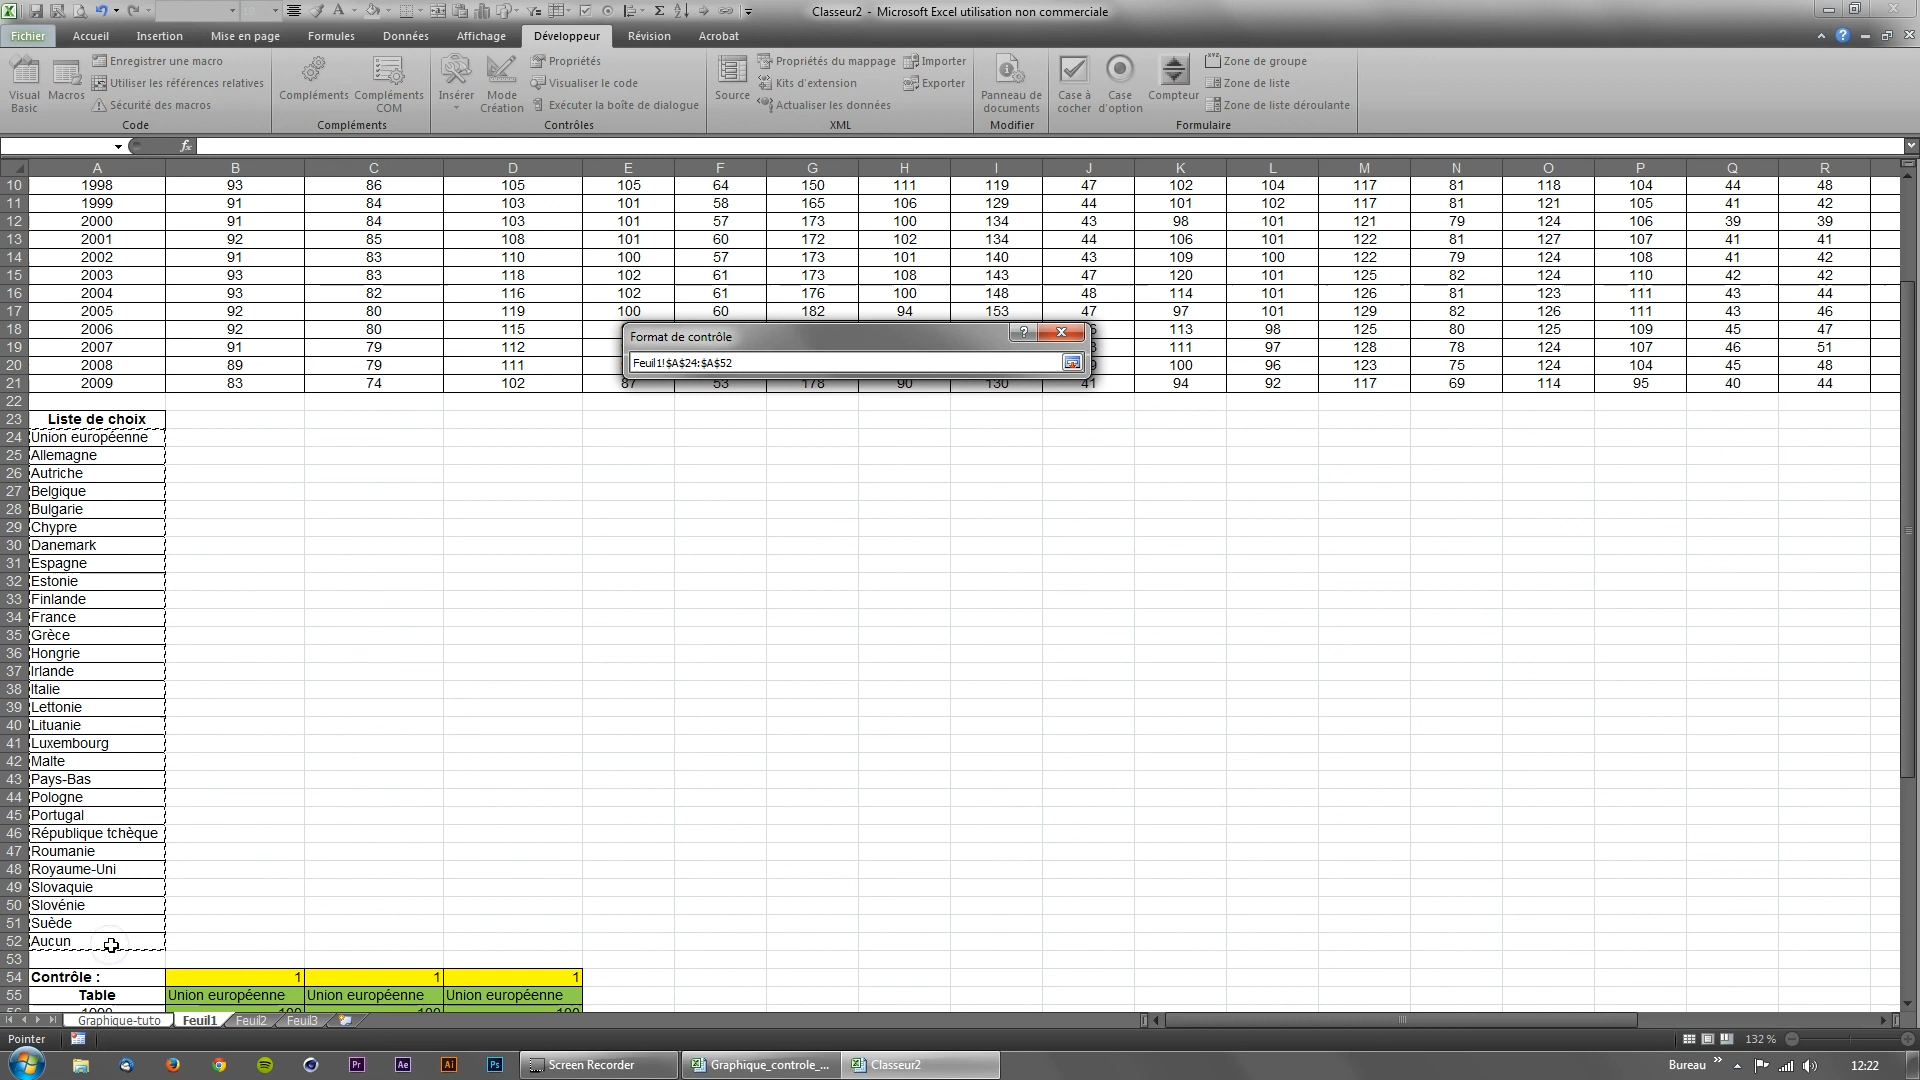 Classeur2 - Microsoft Excel utilisation non commerciale
Fichier Accueil Insertion Mise en page Formules Données Affichage Développeur Révision Acrobat
Enregistrer une macro Propriétés Propriétés du mappage Importer Zone de groupe
Utiliser les références relatives Visualiser le code Kits d'extension Exporter Zone de liste
Sécurité des macros Exécuter la boîte de dialogue Actualiser les données Zone de liste déroulante
Visual Basic Macros Compléments Compléments COM Insérer Mode Création Source Panneau de documents Case à cocher Case d'option Compteur
Code Compléments Contrôles XML Modifier Formulaire
fx
A B C D E F G H I J K L M N O P Q R
10 1998 93 86 105 105 64 150 111 119 47 102 104 117 81 118 104 44 48
11 1999 91 84 103 101 58 165 106 129 44 101 102 117 81 121 105 41 42
12 2000 91 84 103 101 57 173 100 134 43 98 101 121 79 124 106 39 39
13 2001 92 85 108 101 60 172 102 134 44 106 101 122 81 127 107 41 41
14 2002 91 83 110 100 57 173 101 140 43 109 100 122 79 124 108 41 42
15 2003 93 83 118 102 61 173 108 143 47 120 101 125 82 124 110 42 42
16 2004 93 82 116 102 61 176 100 148 48 114 101 126 81 123 111 43 44
17 2005 92 80 119 100 60 182 94 153 47 97 101 129 82 126 111 43 46
18 2006 92 80 115 113 98 125 80 125 109 45 47
19 2007 91 79 112 111 97 128 78 124 107 46 51
20 2008 89 79 111 100 96 123 75 124 104 45 48
21 2009 83 74 102 87 53 178 90 130 41 94 92 117 69 114 95 40 44
Format de contrôle
Feuil1!$A$24:$A$52
22
23 Liste de choix
24 Union européenne
25 Allemagne
26 Autriche
27 Belgique
28 Bulgarie
29 Chypre
30 Danemark
31 Espagne
32 Estonie
33 Finlande
34 France
35 Grèce
36 Hongrie
37 Irlande
38 Italie
39 Lettonie
40 Lituanie
41 Luxembourg
42 Malte
43 Pays-Bas
44 Pologne
45 Portugal
46 République tchèque
47 Roumanie
48 Royaume-Uni
49 Slovaquie
50 Slovénie
51 Suède
52 Aucun
53
54 Contrôle : 1 1 1
55 Table Union européenne Union européenne Union européenne
Graphique-tuto Feuil1 Feuil2 Feuil3
Pointer 132 %
Pr Ae Ai Ps Screen Recorder Graphique_controle_... Classeur2 Bureau 12:22